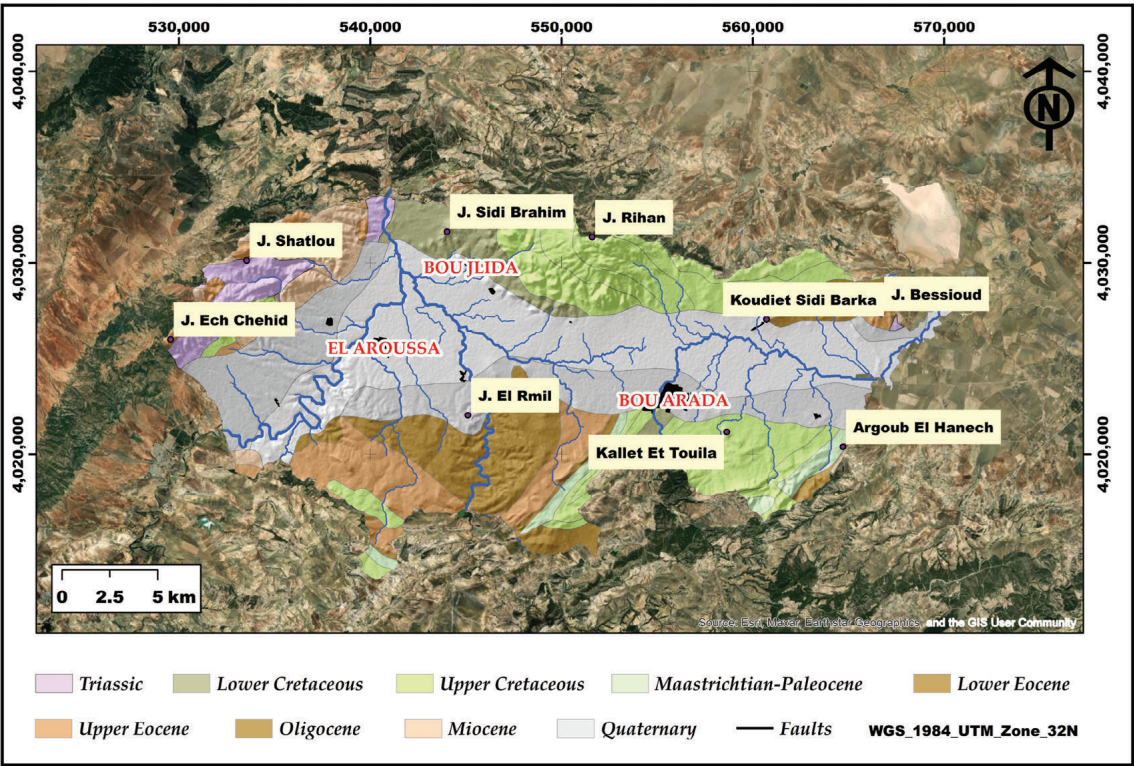 530,000 540,000 550,000 560,000 570,000
4,040,000 4,040,000
4,030,000 4,030,000
4,020,000 4,020,000
N
J. Sidi Brahim
J. Rihan
J. Shatlou
BOU JLIDA
Koudiet Sidi Barka
J. Bessioud
J. Ech Chehid
EL AROUSSA
J. El Rmil
BOU ARADA
Argoub El Hanech
Kallet Et Touila
0 2.5 5 km
Source: Esri, Maxar, Earthstar Geographics, and the GIS User Community
Triassic Lower Cretaceous Upper Cretaceous Maastrichtian-Paleocene Lower Eocene
Upper Eocene Oligocene Miocene Quaternary Faults WGS_1984_UTM_Zone_32N